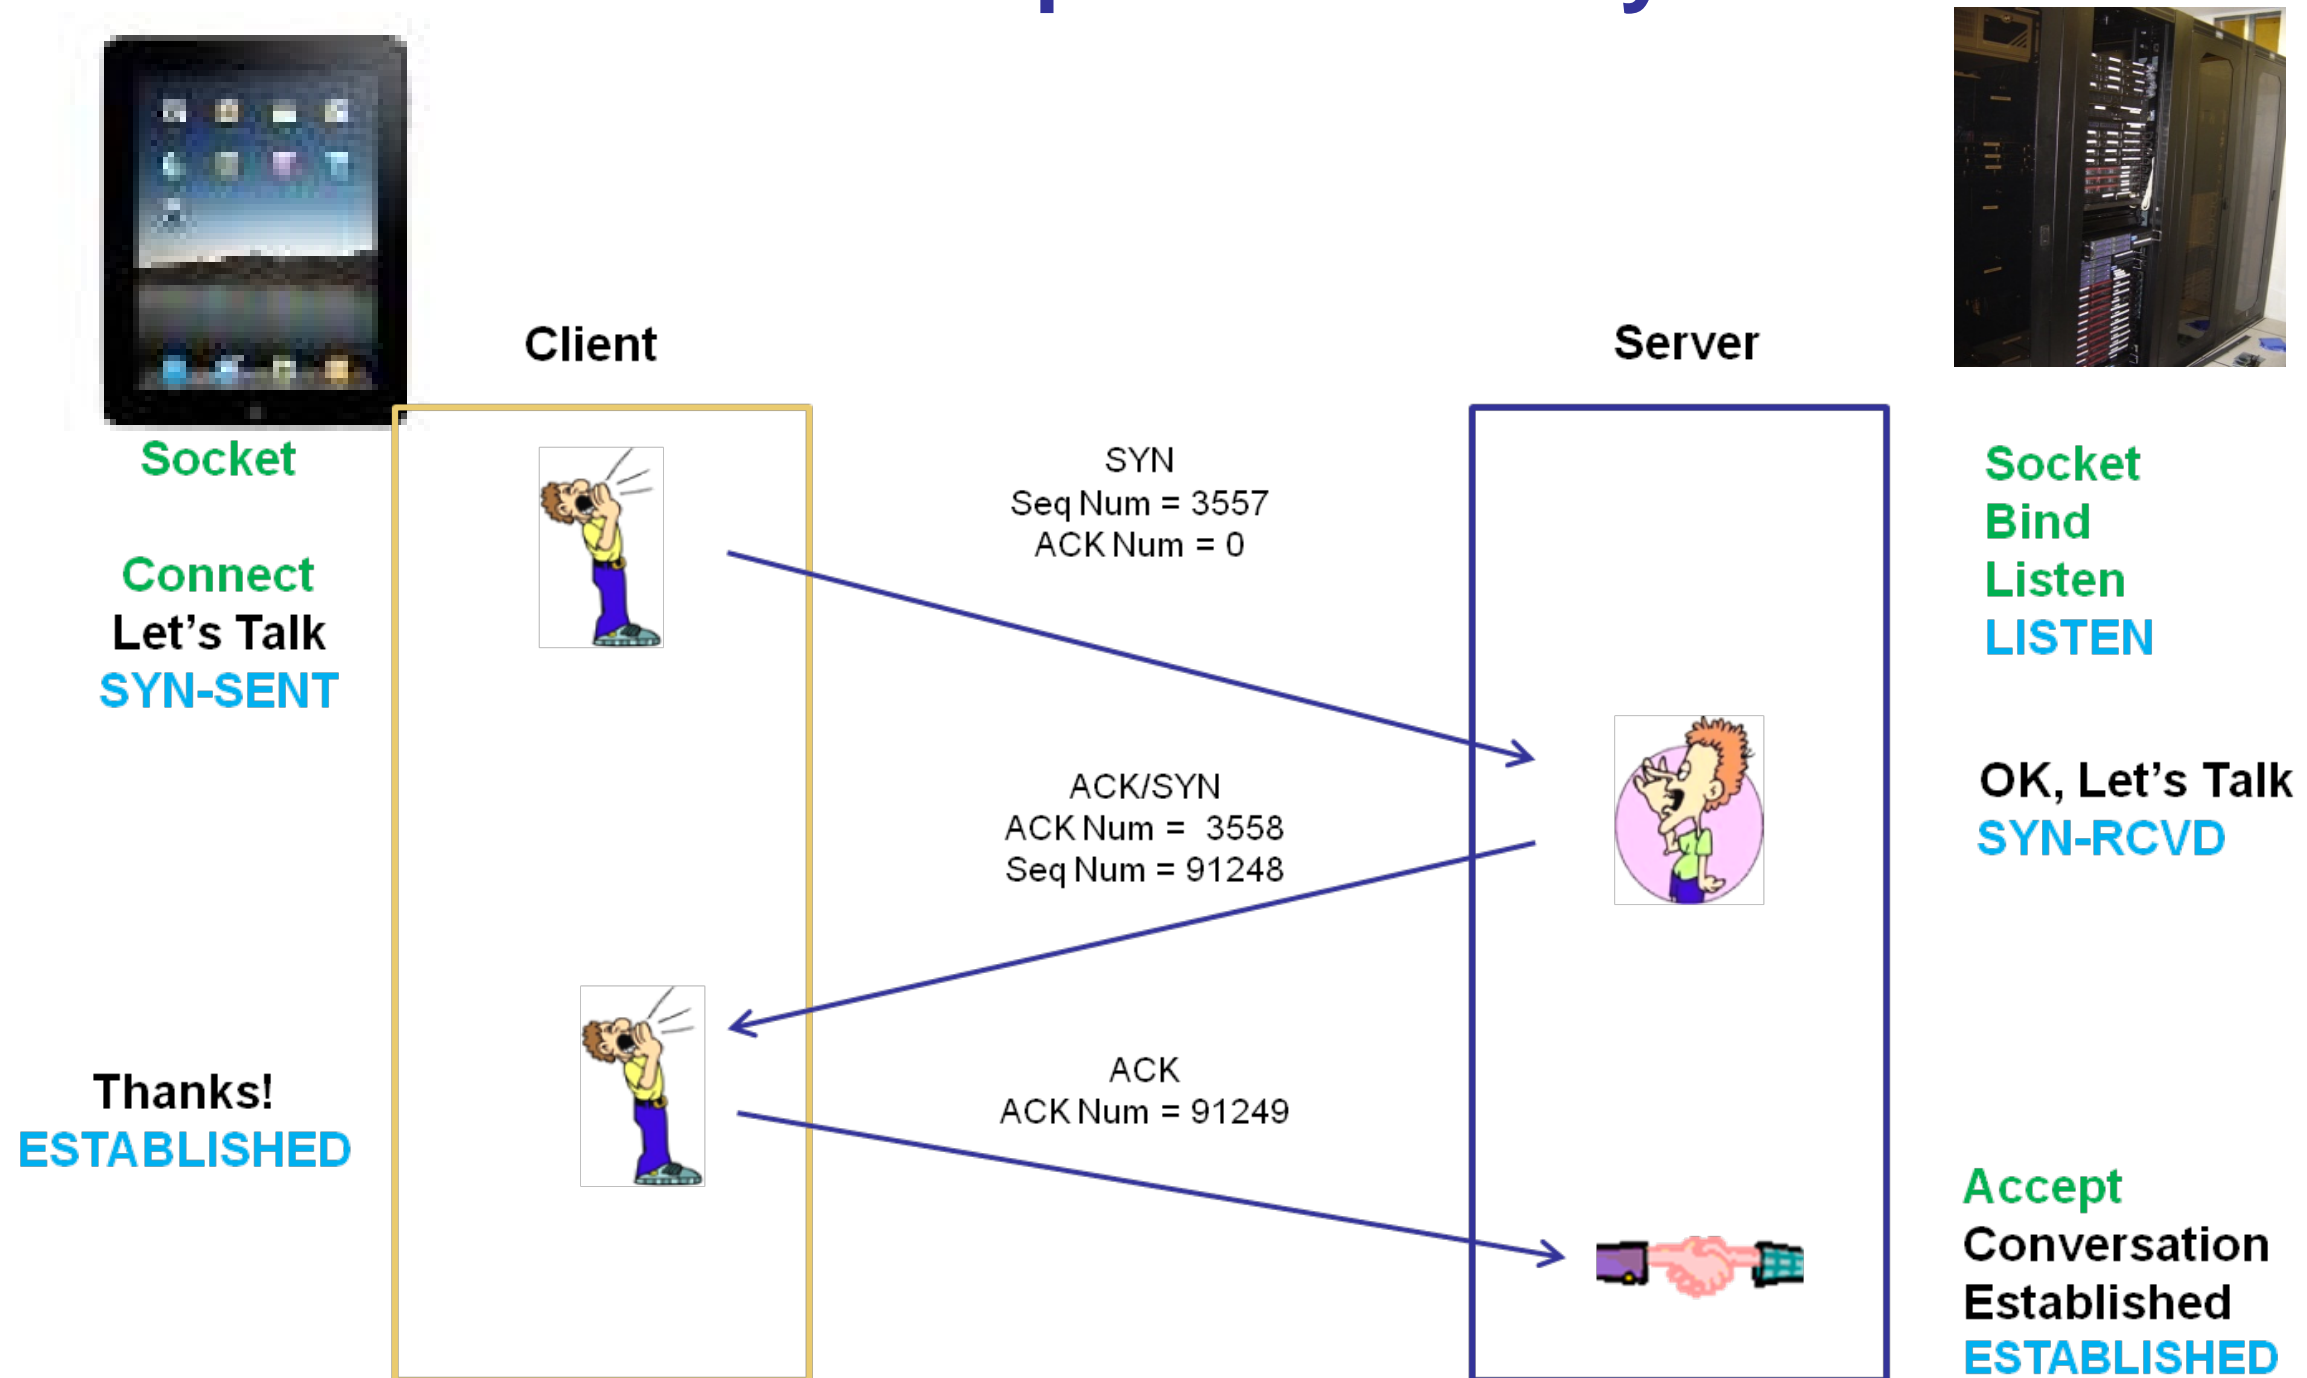 Client
Server
Socket
Connect
Let's Talk
SYN-SENT
SYN
Seq Num = 3557
ACK Num = 0
Socket
Bind
Listen
LISTEN
ACK/SYN
ACK Num = 3558
Seq Num = 91248
OK, Let's Talk
SYN-RCVD
Thanks!
ESTABLISHED
ACK
ACK Num = 91249
Accept
Conversation
Established
ESTABLISHED